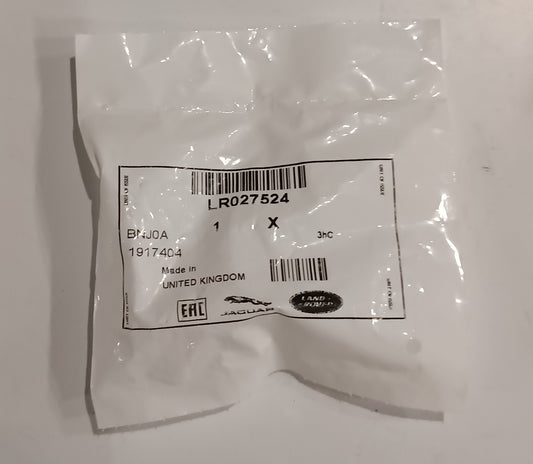 LR027524
1 X 3hC
BNJ0A
1917404
Made in
UNITED KINGDOM
EAC
JAGUAR
LAND ROVER